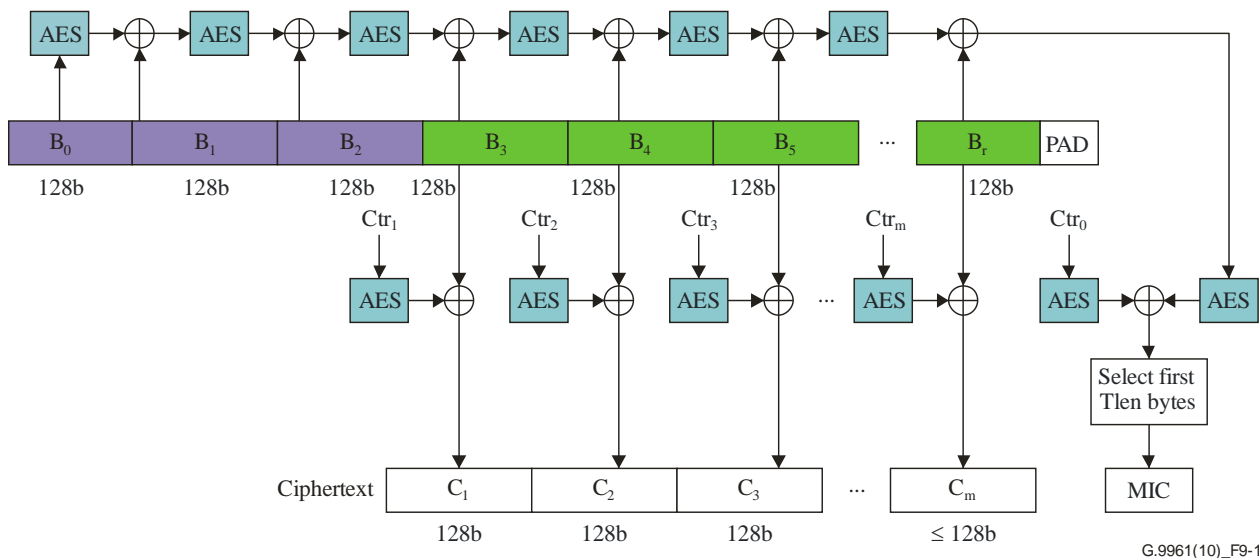 AES AES AES AES AES AES
B₀ B₁ B₂ B₃ B₄ B₅ ... Bᵣ PAD
128b 128b 128b 128b 128b 128b 128b
Ctr₁ Ctr₂ Ctr₃ Ctrₘ Ctr₀
AES AES AES ... AES AES AES
Select first
Tlen bytes
Ciphertext C₁ C₂ C₃ ... Cₘ MIC
128b 128b 128b ≤ 128b
G.9961(10)_F9-1